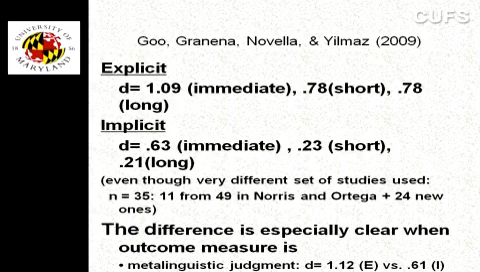 CUFS
UNIVERSITY OF
18 56
MARYLAND
Goo, Granena, Novella, & Yilmaz (2009)
Explicit
d= 1.09 (immediate), .78(short), .78
(long)
Implicit
d= .63 (immediate) , .23 (short),
.21(long)
(even though very different set of studies used:
n = 35: 11 from 49 in Norris and Ortega + 24 new
ones)
The difference is especially clear when
outcome measure is
• metalinguistic judgment: d= 1.12 (E) vs. .61 (I)